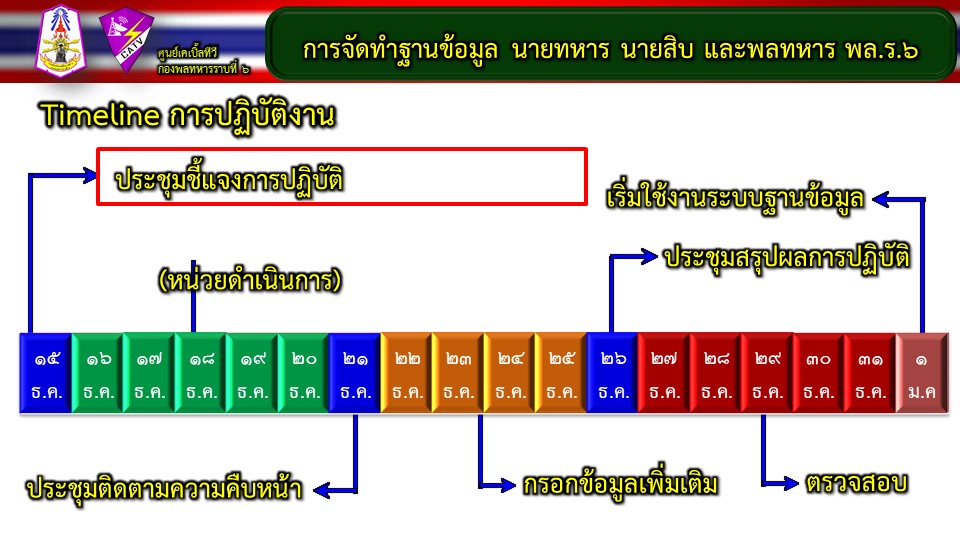 CATV
ศูนย์เคเบิ้ลทีวี
กองพลทหารราบที่ ๖
การจัดทำฐานข้อมูล นายทหาร นายสิบ และพลทหาร พล.ร.๖
Timeline การปฏิบัติงาน
ประชุมชี้แจงการปฏิบัติ
เริ่มใช้งานระบบฐานข้อมูล
ประชุมสรุปผลการปฏิบัติ
(หน่วยดำเนินการ)
๑๕ ๑๖ ๑๗ ๑๘ ๑๙ ๒๐ ๒๑ ๒๒ ๒๓ ๒๔ ๒๕ ๒๖ ๒๗ ๒๘ ๒๙ ๓๐ ๓๑ ๑
ธ.ค. ธ.ค. ธ.ค. ธ.ค. ธ.ค. ธ.ค. ธ.ค. ธ.ค. ธ.ค. ธ.ค. ธ.ค. ธ.ค. ธ.ค. ธ.ค. ธ.ค. ธ.ค. ธ.ค. ม.ค
ประชุมติดตามความคืบหน้า
กรอกข้อมูลเพิ่มเติม
ตรวจสอบ